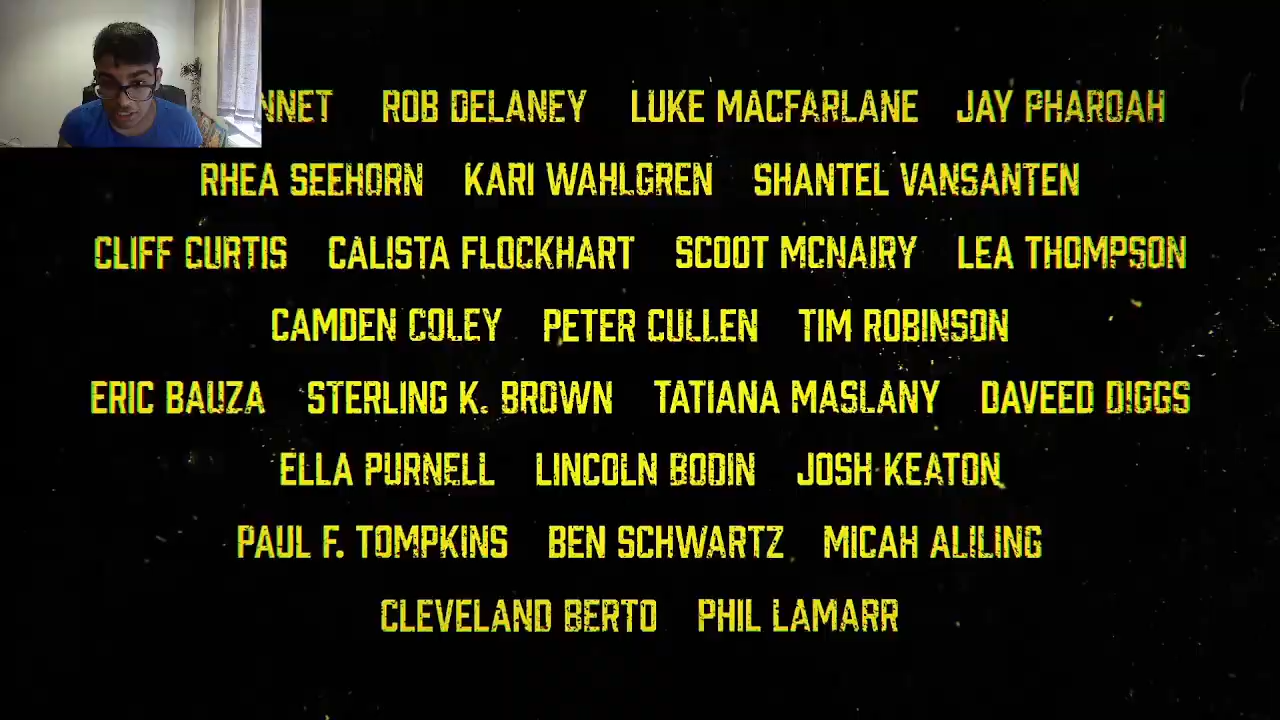 ROB DELANEY LUKE MACFARLANE JAY PHAROAH
RHEA SEEHORN KARI WAHLGREN SHANTEL VANSANTEN
CLIFF CURTIS CALISTA FLOCKHART SCOOT MCNAIRY LEA THOMPSON
CAMDEN COLEY PETER CULLEN TIM ROBINSON
ERIC BAUZA STERLING K. BROWN TATIANA MASLANY DAVEED DIGGS
ELLA PURNELL LINCOLN BODIN JOSH KEATON
PAUL F. TOMPKINS BEN SCHWARTZ MICAH ALILING
CLEVELAND BERTO PHIL LAMARR